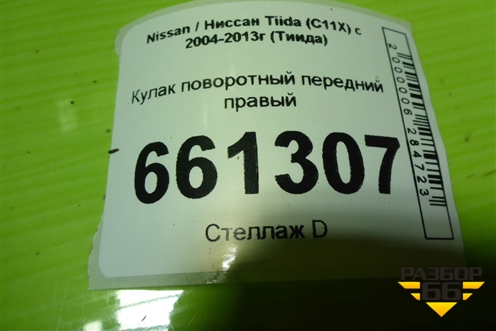 Nissan / Ниссан Tiida (C11X) с
2004-2013г (Тиида)
Кулак поворотный передний
правый
661307
Стеллаж D
2000006284723
РАЗБОР
66